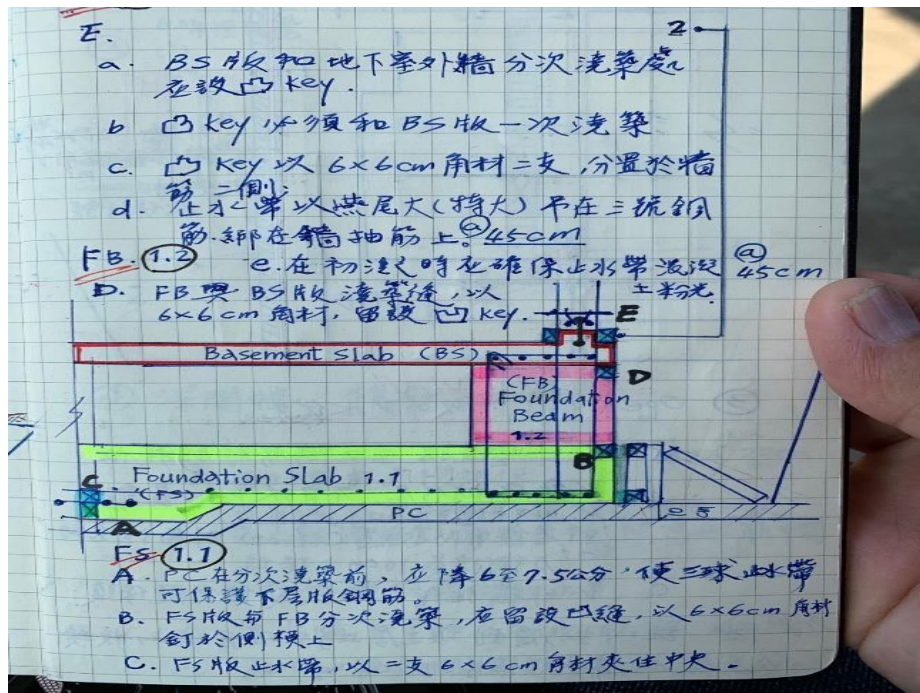 E.
2
a. BS版和地下室外牆分次澆築處
應設凸key.
b 凸key必須和BS版一次澆築
c. 凸key以6×6cm角材二支,分置於牆
筋二側;
d. 止水帶以燕尾夾(特大)吊在三號鋼
筋.綁在牆抽筋上。@45cm
FB. 1.2
e.在初澆之時應確保止水帶混凝
土粉光.
@
45cm
D. FB與BS版澆築縫,以
6×6cm角材,留設凹key.
E
Basement Slab (BS)
D
(FB)
Foundation
Beam
1.2
B
Foundation Slab 1.1
C
(FS)
PC
A
FS 1.1
A. PC在分次澆築前,應降6至7.5公分,使三球止水帶
可保護下層版鋼筋。
B. FS版與FB分次澆築,應留設凹縫,以6×6cm角材
釘於側模上
C. FS版止水帶,以二支6×6cm角材夾住中央。